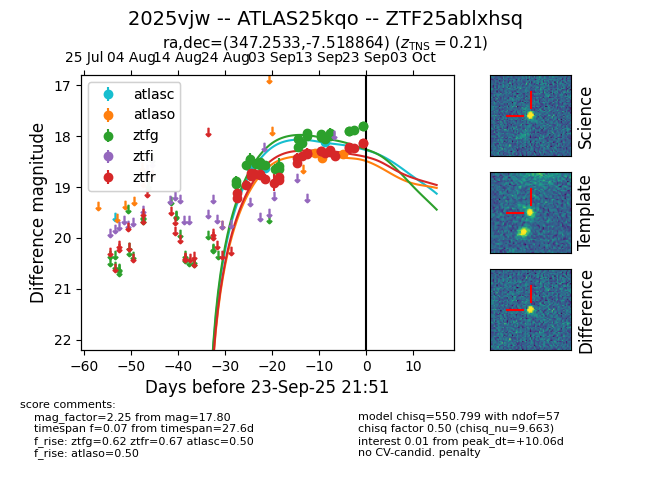 2025vjw -- ATLAS25kqo -- ZTF25ablxhsq
ra,dec=(347.2533,-7.518864) (z_TNS = 0.21)
25 Jul 04 Aug 14 Aug 24 Aug 03 Sep 13 Sep 23 Sep 03 Oct
17
18
19
20
21
22
Difference magnitude
atlasc
atlaso
ztfg
ztfi
ztfr
−60 −50 −40 −30 −20 −10 0 10
Days before 23-Sep-25 21:51
Science
Template
Difference
score comments:
mag_factor=2.25 from mag=17.80
timespan f=0.07 from timespan=27.6d
f_rise: ztfg=0.62 ztfr=0.67 atlasc=0.50
f_rise: atlaso=0.50
model chisq=550.799 with ndof=57
chisq factor 0.50 (chisq_nu=9.663)
interest 0.01 from peak_dt=+10.06d
no CV-candid. penalty